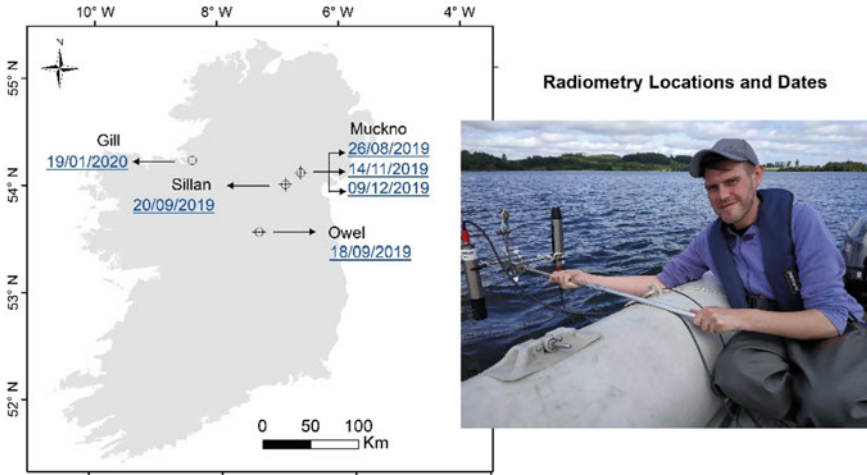 10° W
8° W
6° W
4° W
55° N
54° N
53° N
52° N
Radiometry Locations and Dates
Gill
19/01/2020
Muckno
26/08/2019
14/11/2019
09/12/2019
Sillan
20/09/2019
Owel
18/09/2019
0 50 100
Km